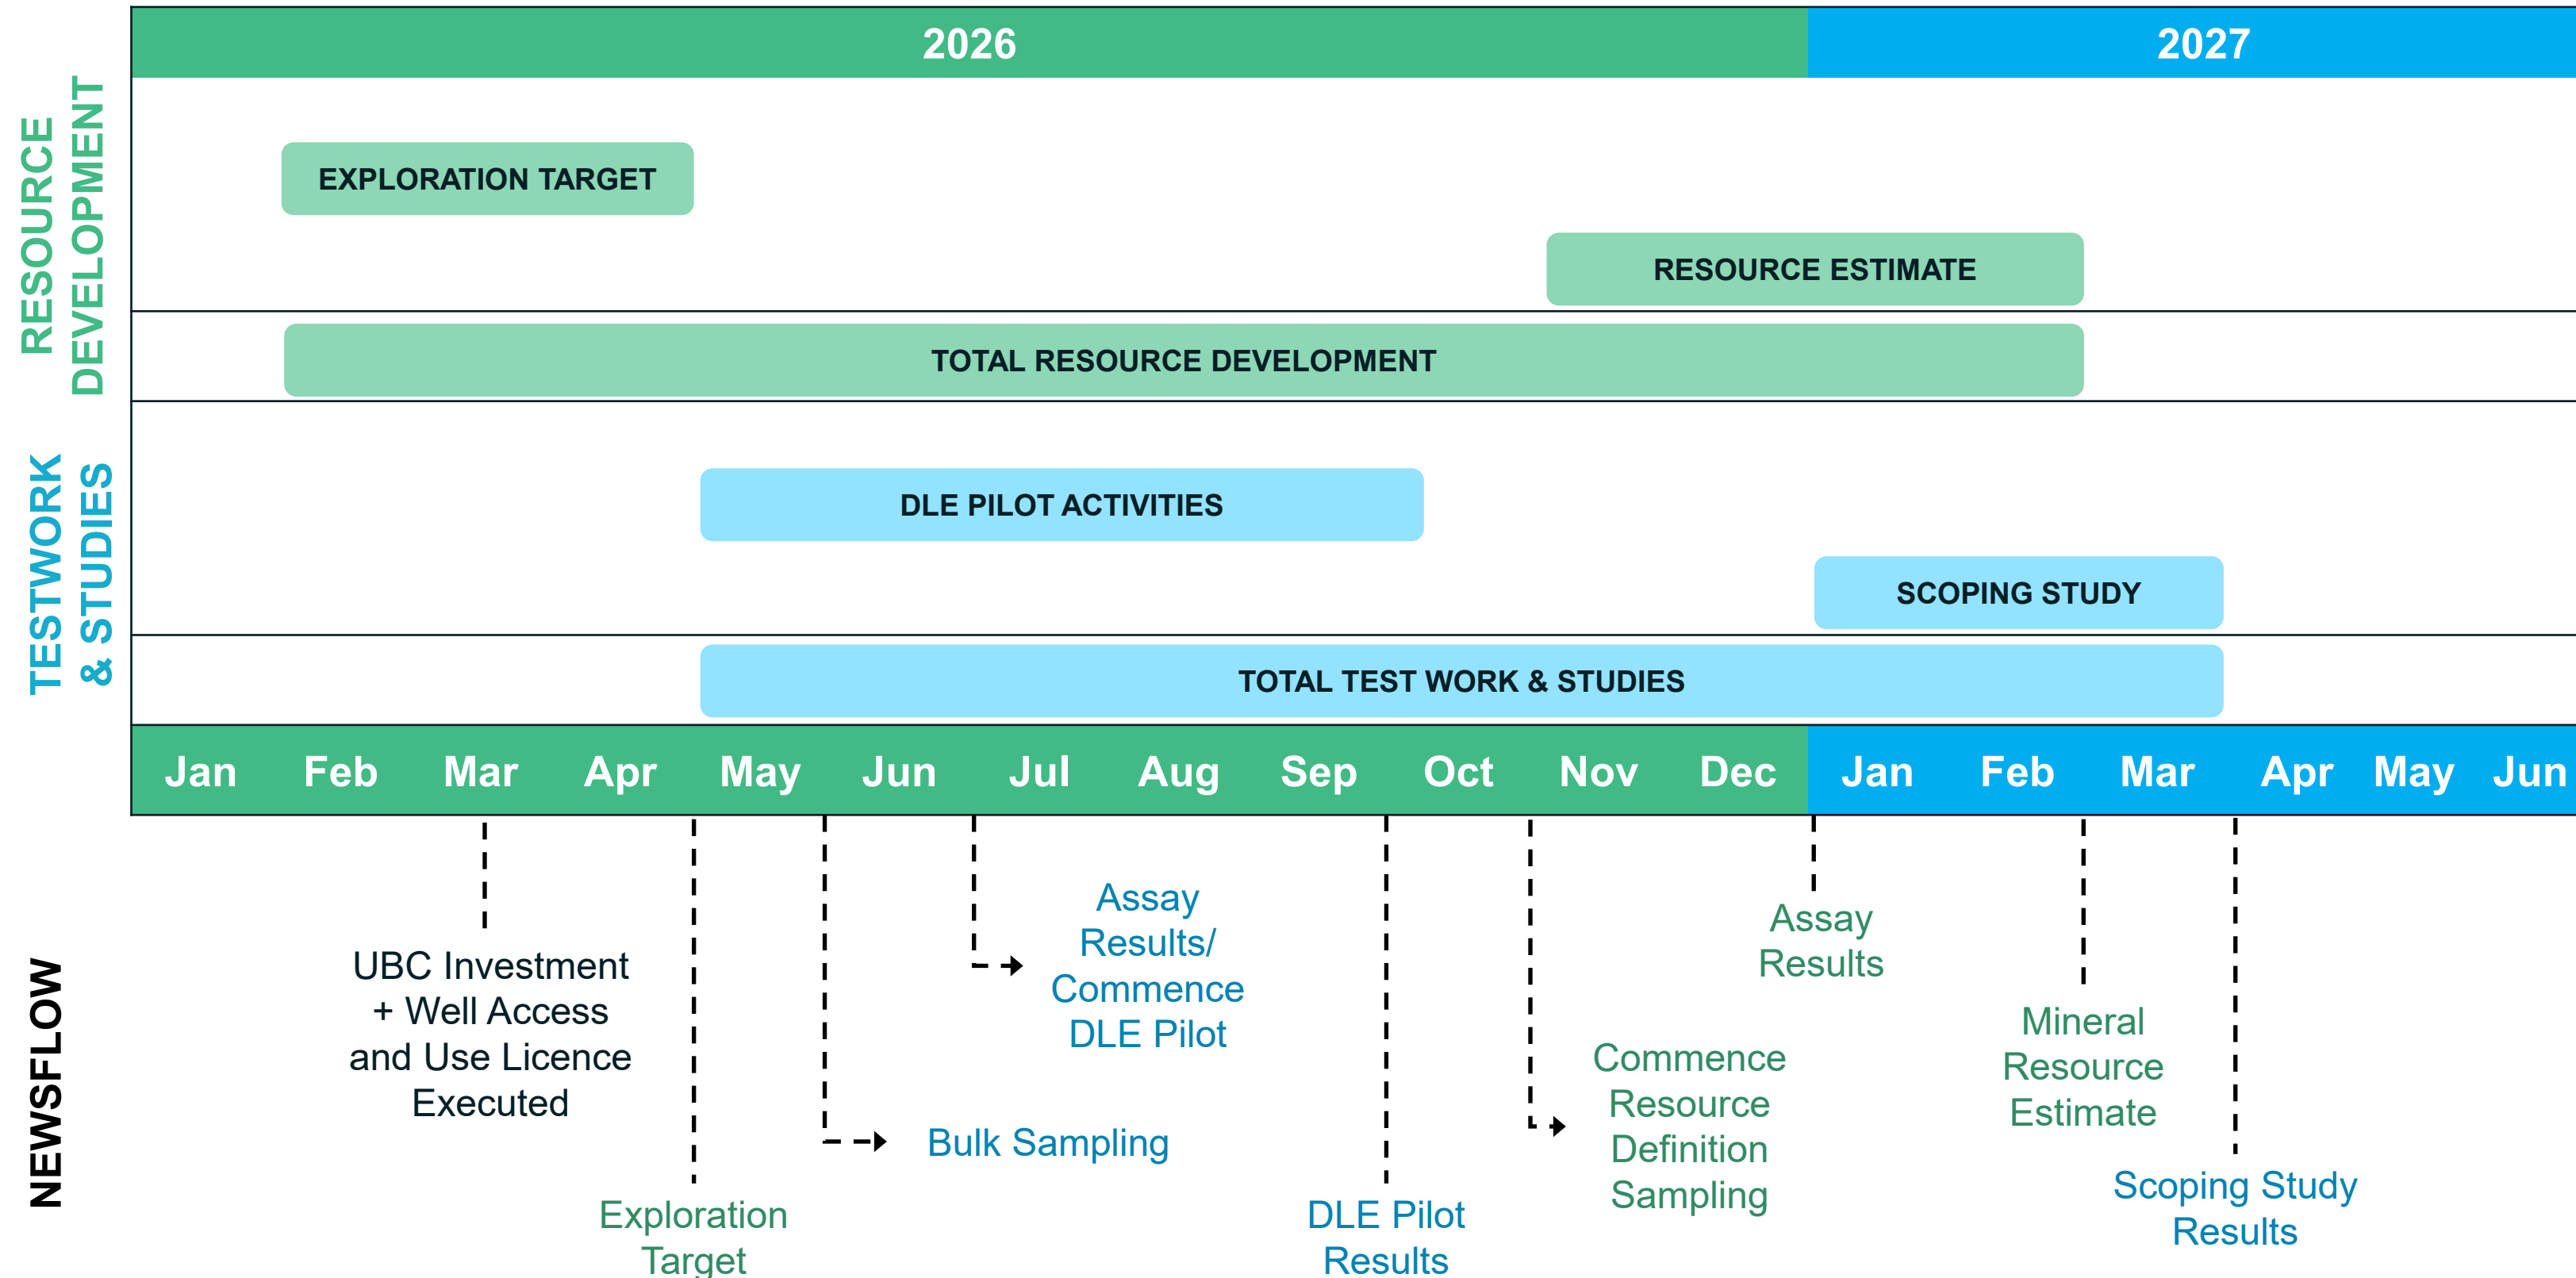 2026
2027
RESOURCE
DEVELOPMENT
EXPLORATION TARGET
RESOURCE ESTIMATE
TOTAL RESOURCE DEVELOPMENT
TESTWORK
& STUDIES
DLE PILOT ACTIVITIES
SCOPING STUDY
TOTAL TEST WORK & STUDIES
Jan Feb Mar Apr May Jun Jul Aug Sep Oct Nov Dec Jan Feb Mar Apr May Jun
NEWSFLOW
UBC Investment
+ Well Access
and Use Licence
Executed
Exploration
Target
Bulk Sampling
Assay
Results/
Commence
DLE Pilot
DLE Pilot
Results
Commence
Resource
Definition
Sampling
Assay
Results
Mineral
Resource
Estimate
Scoping Study
Results